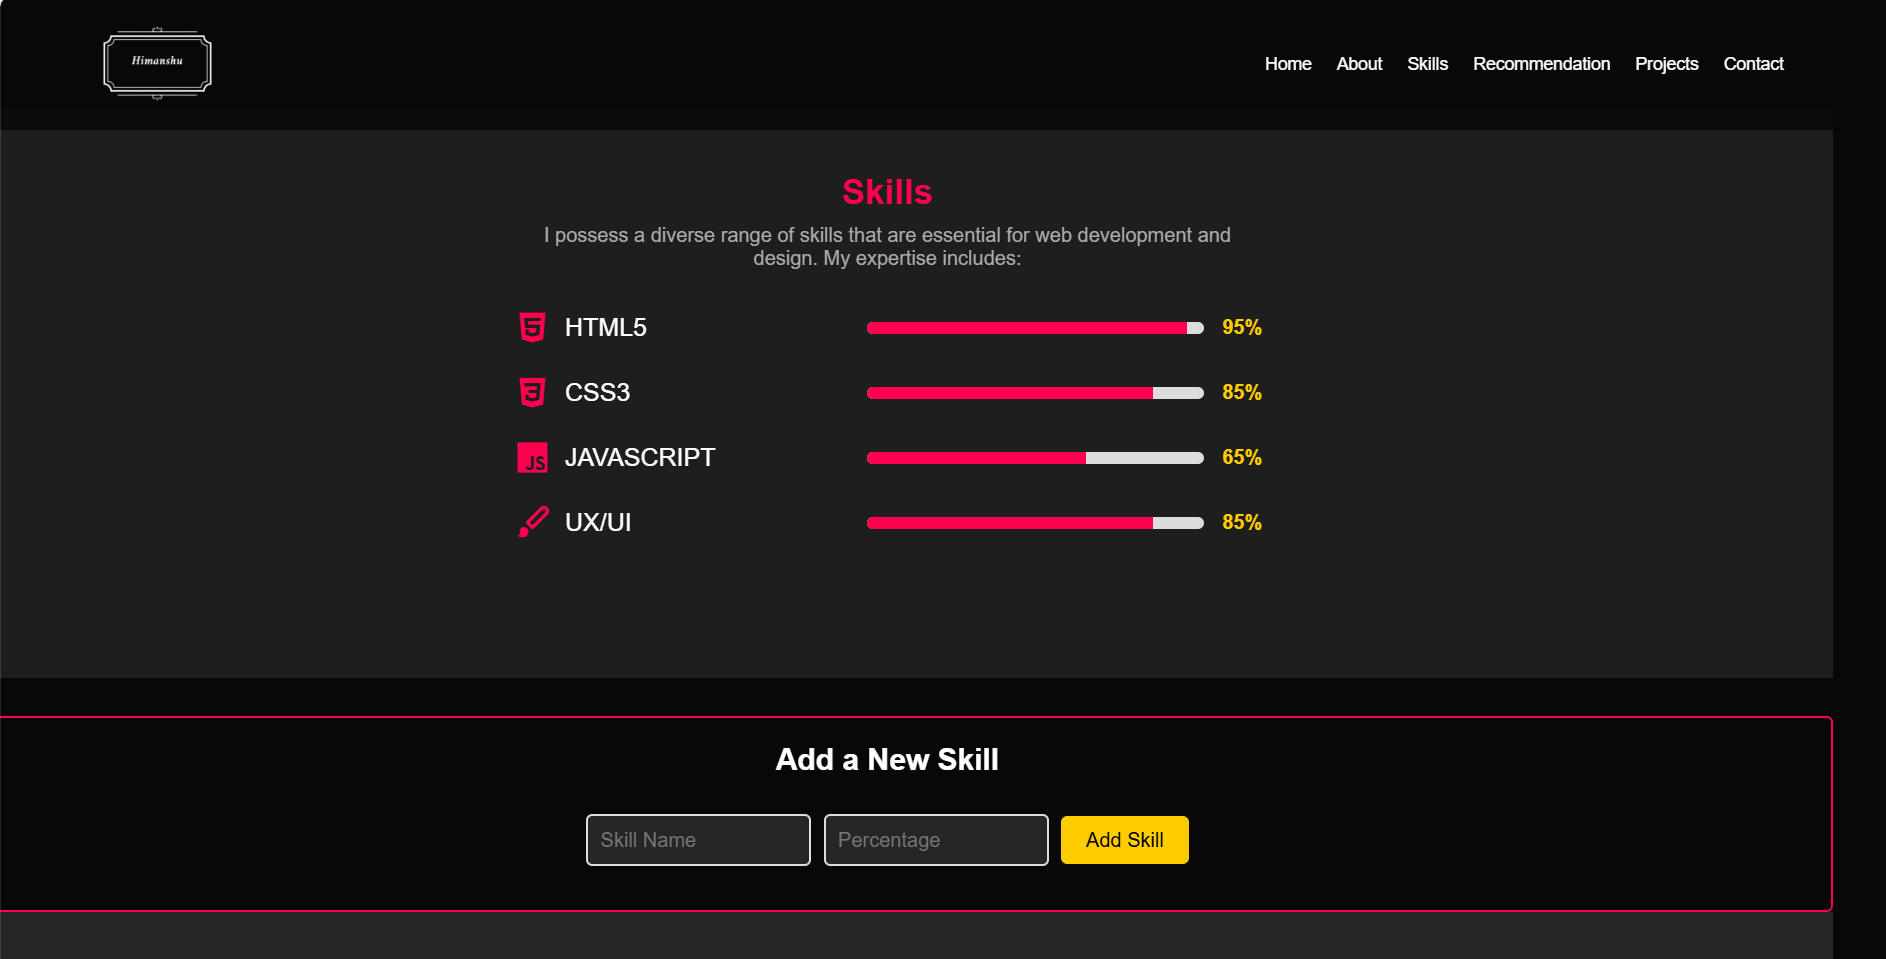 Himanshu
Home About Skills Recommendation Projects Contact
Skills
I possess a diverse range of skills that are essential for web development and
design. My expertise includes:
HTML5 95%
CSS3 85%
JS JAVASCRIPT 65%
UX/UI 85%
Add a New Skill
Skill Name Percentage Add Skill